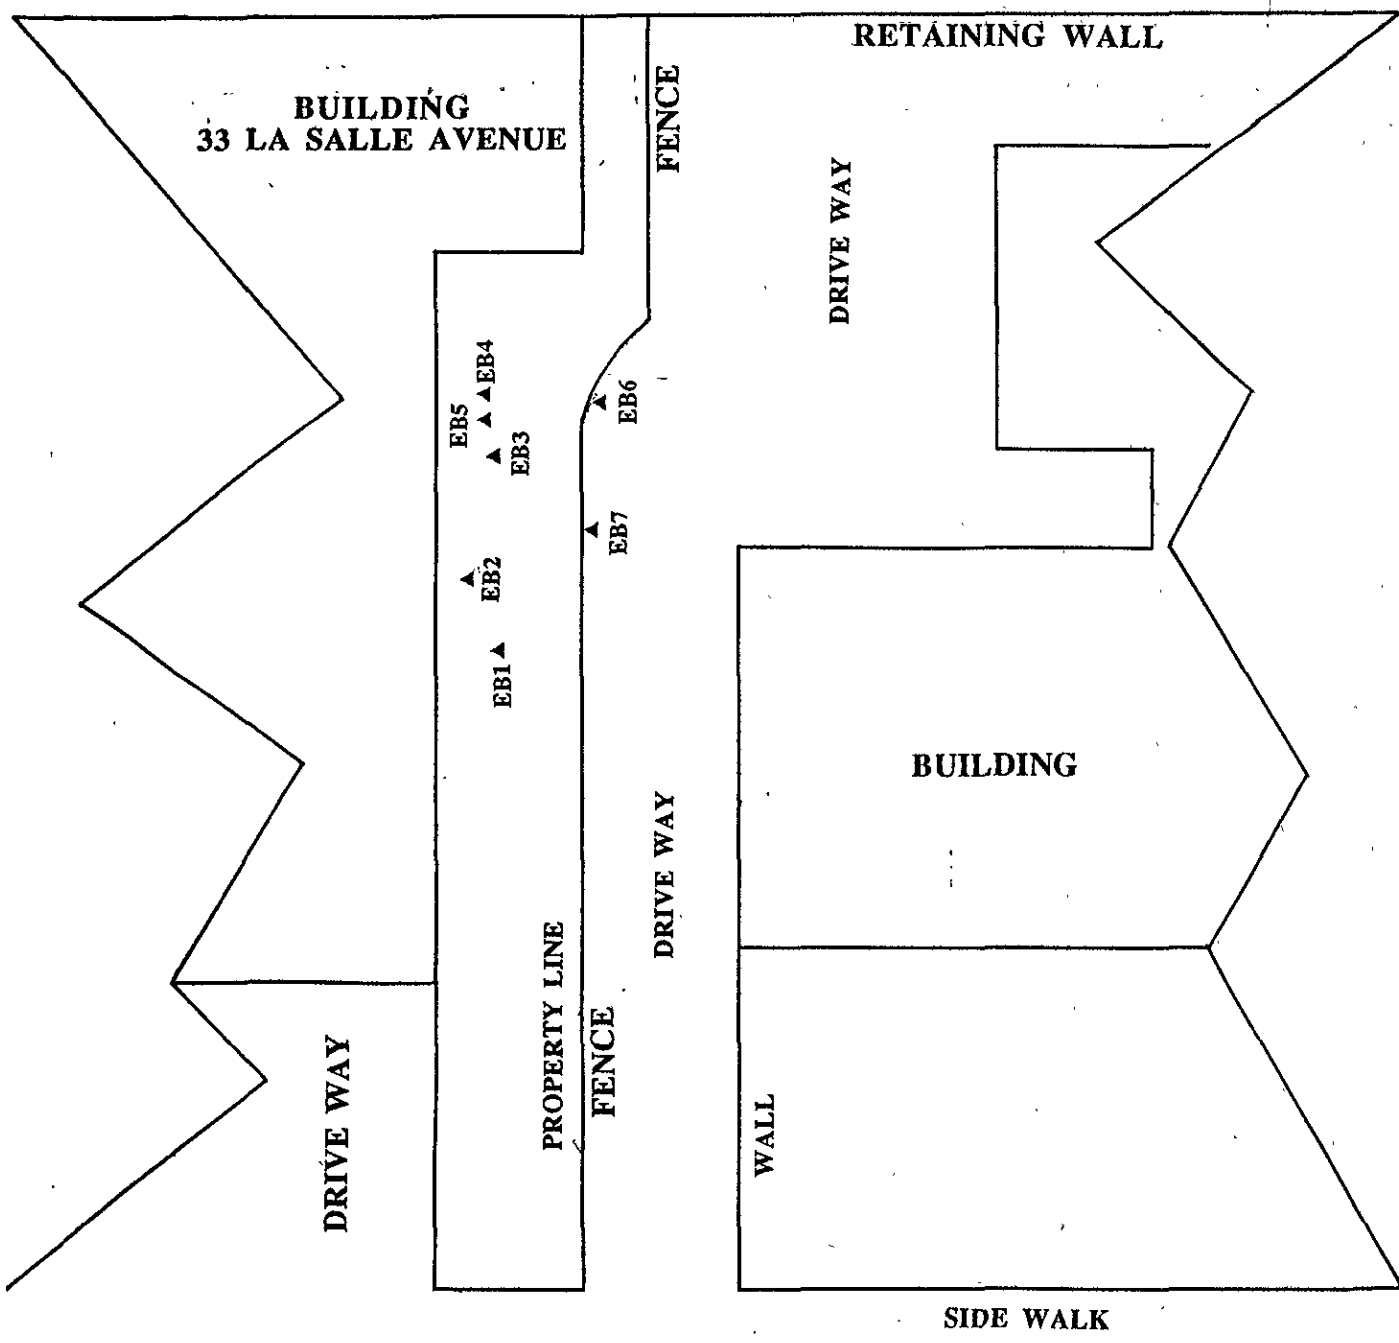 RETAINING WALL
BUILDING
33 LA SALLE AVENUE
FENCE
DRIVE WAY
EB4
EB5
EB6
EB3
EB7
EB2
EB1
BUILDING
DRIVE WAY
PROPERTY LINE
FENCE
DRIVE WAY
WALL
SIDE WALK